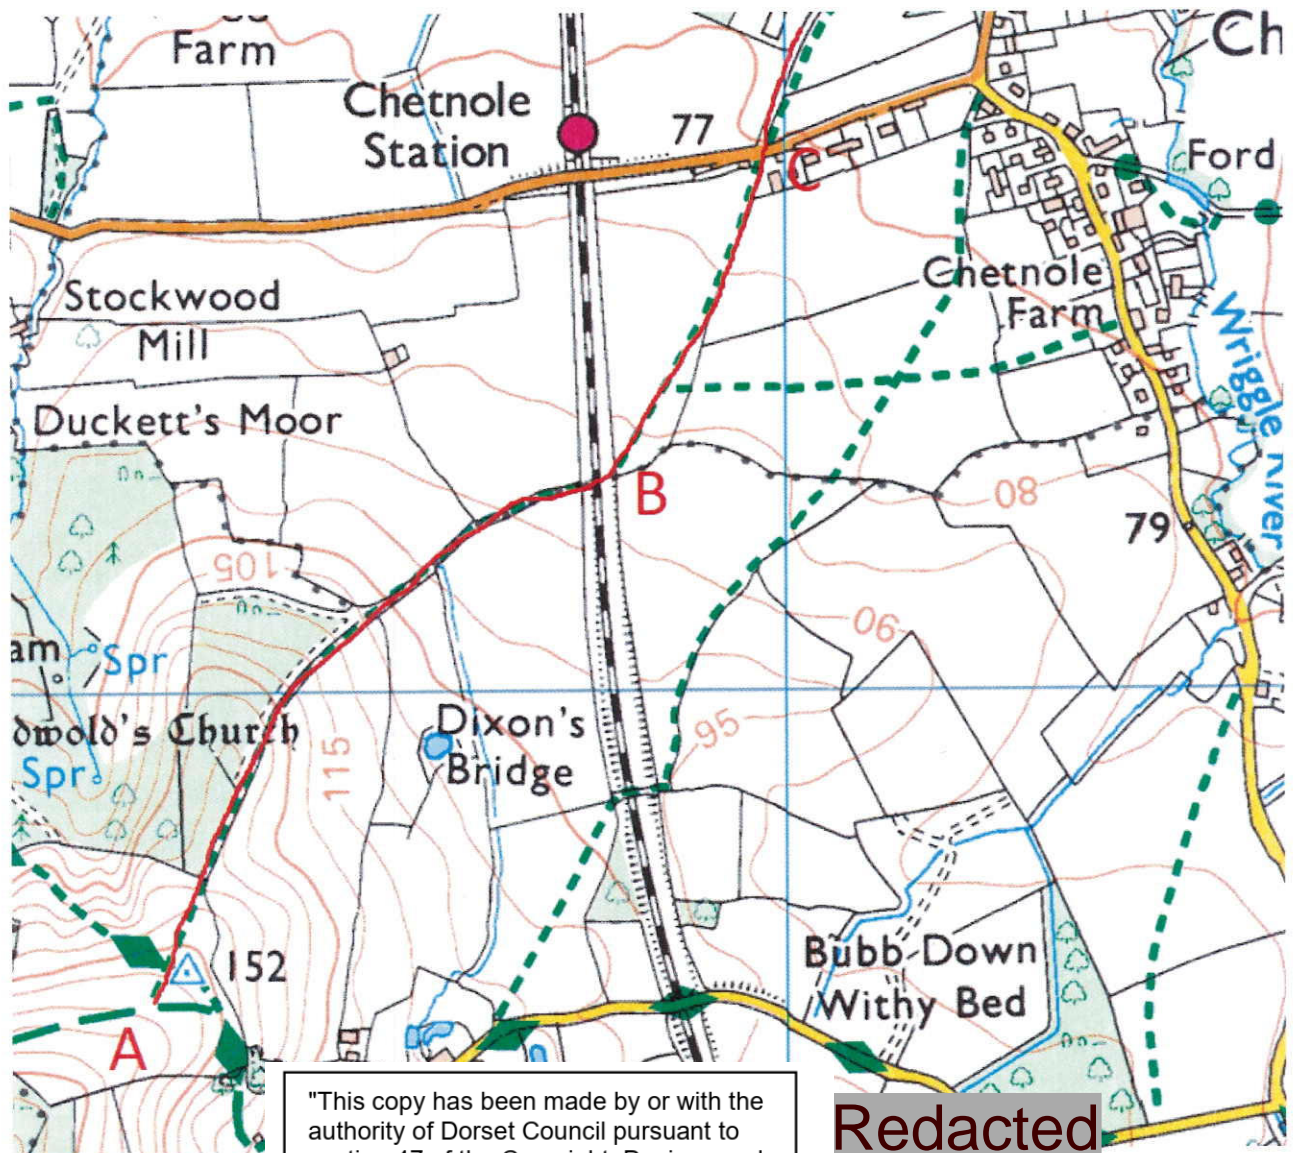 Farm
Ch
Chetnole
Station
77
C
Ford
Stockwood
Mill
Chetnole
Farm
Wriggle River
Duckett's Moor
B
80
79
105
90
am
Spr
dwold's Church
Spr
115
Dixon's
Bridge
95
152
A
Bubb Down
Withy Bed
"This copy has been made by or with the
authority of Dorset Council pursuant to
Redacted